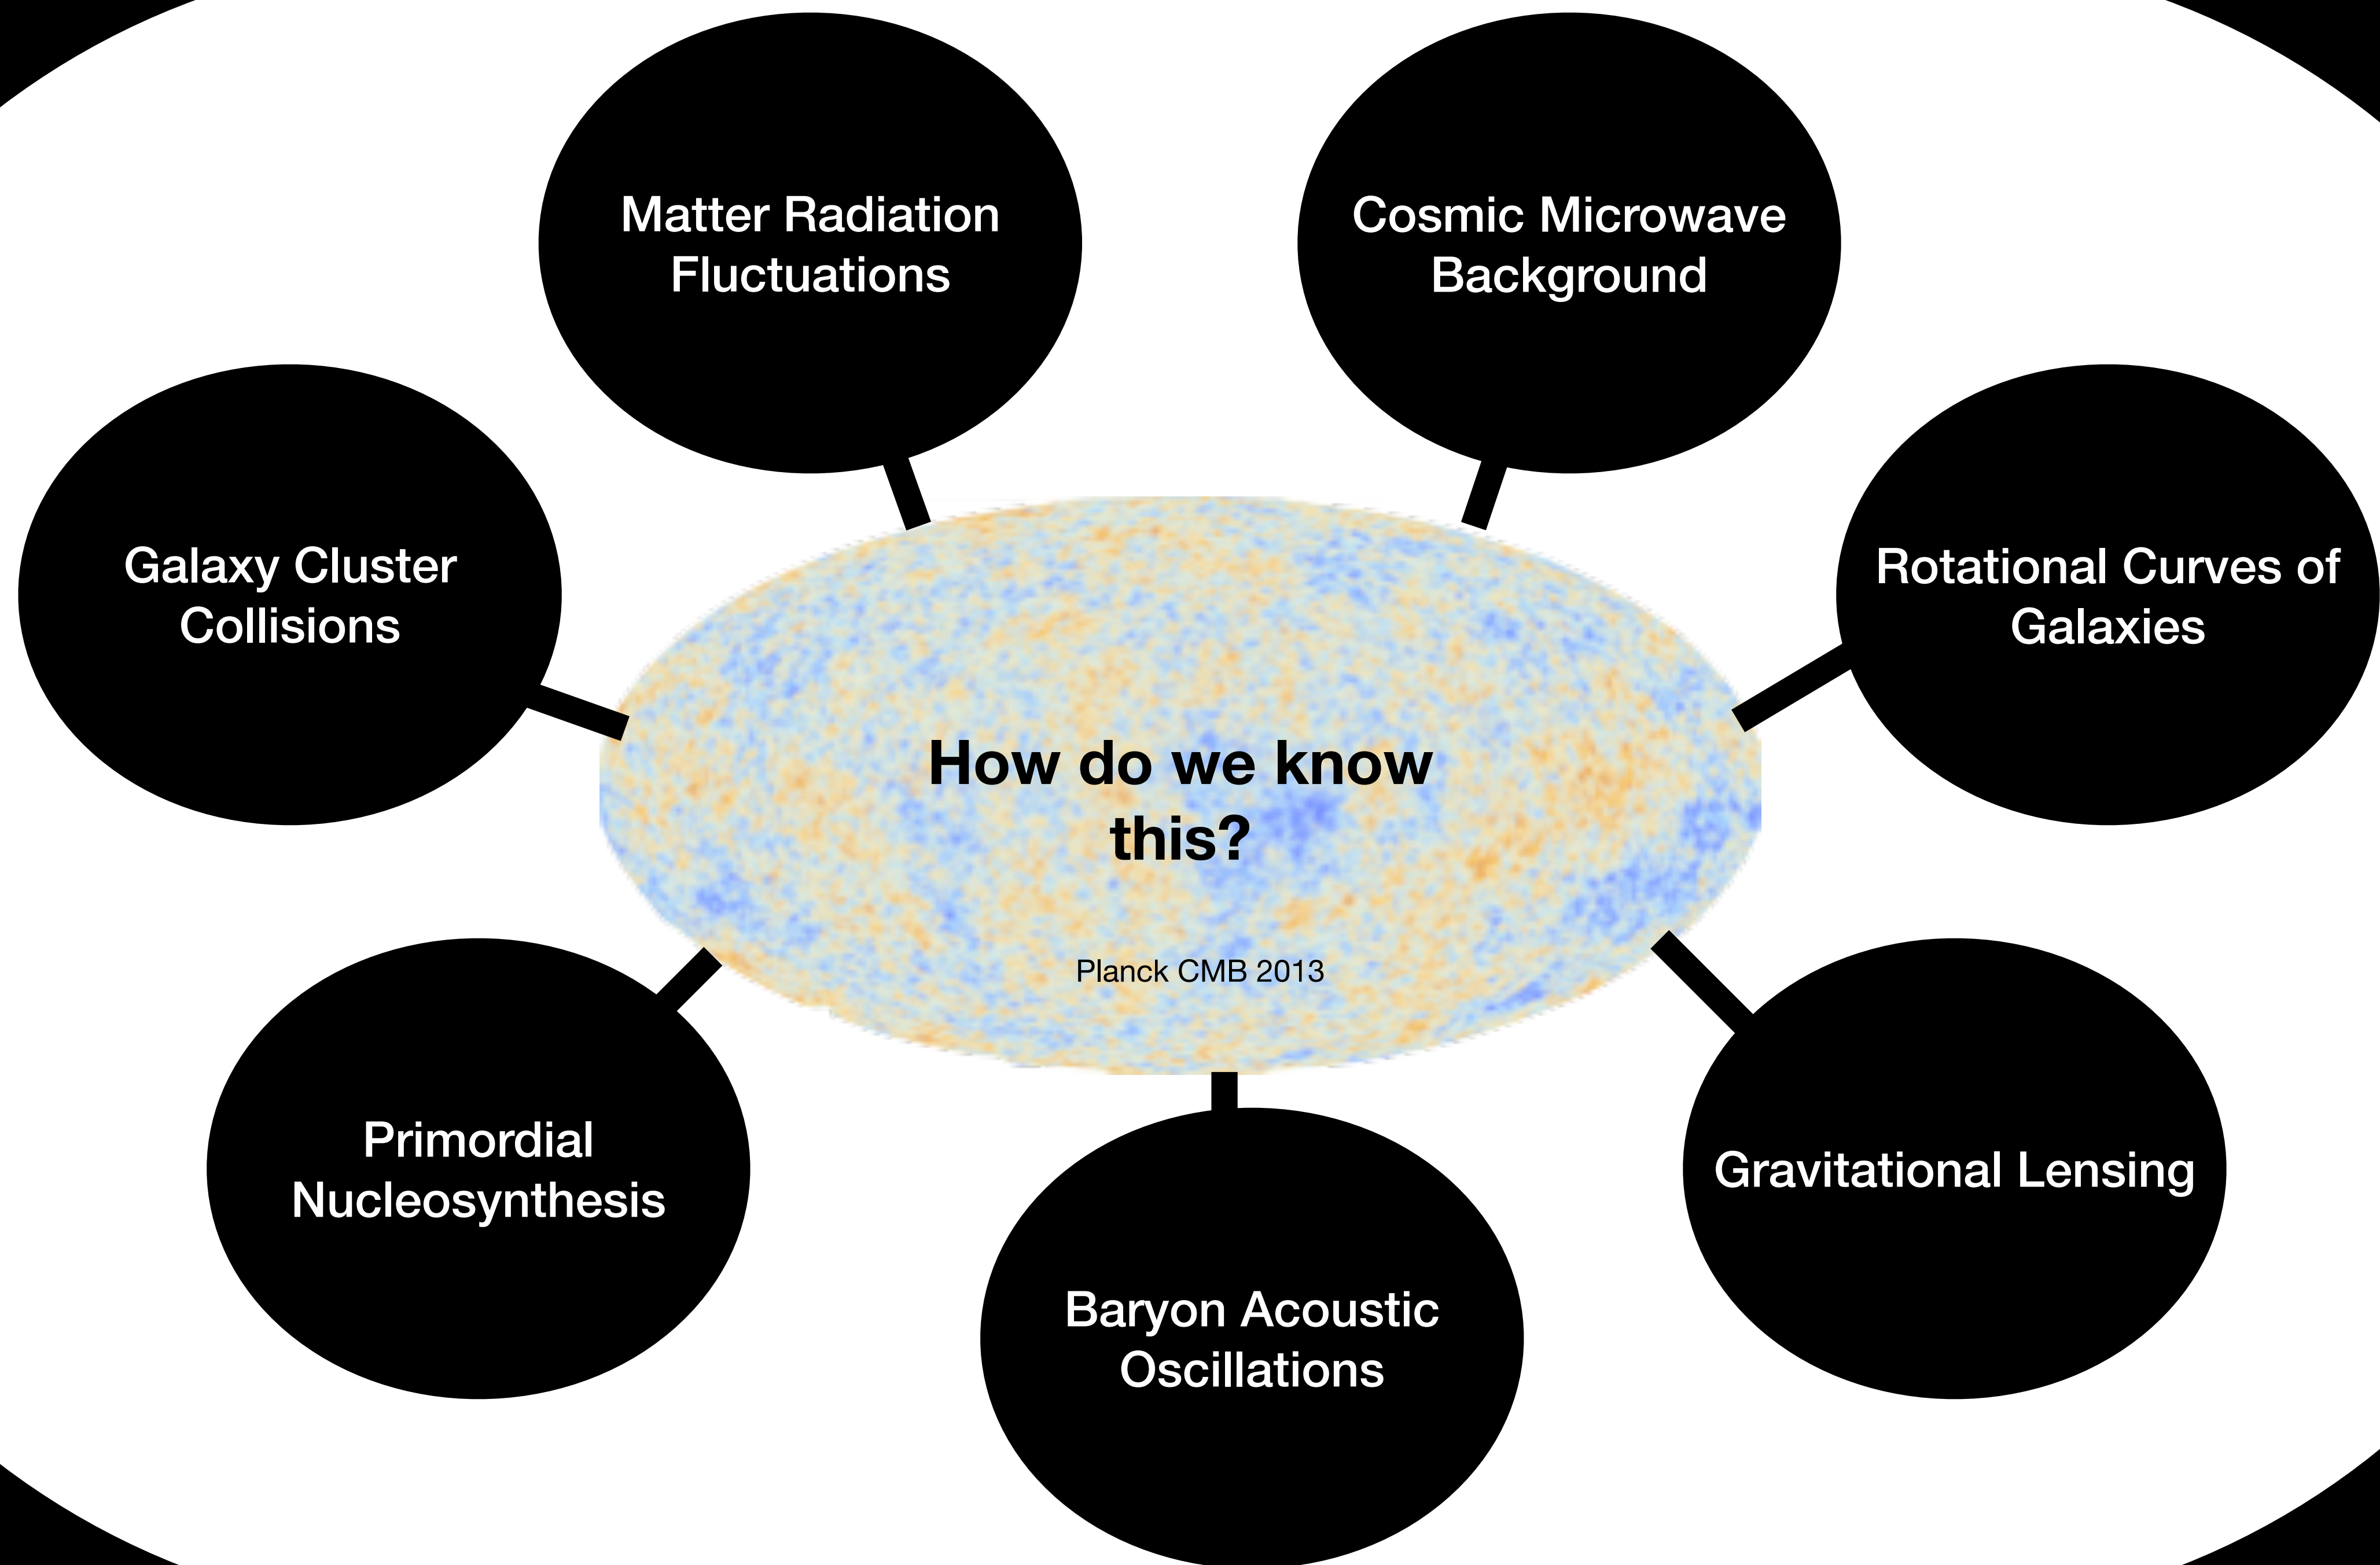 Matter Radiation
Fluctuations
Cosmic Microwave
Background
Galaxy Cluster
Collisions
Rotational Curves of
Galaxies
How do we know
this?
Planck CMB 2013
Primordial
Nucleosynthesis
Gravitational Lensing
Baryon Acoustic
Oscillations